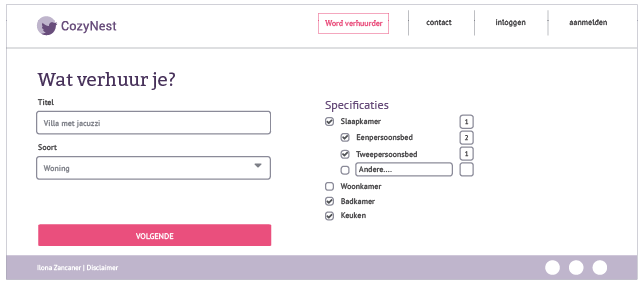 CozyNest
Word verhuurder
contact
inloggen
aanmelden
Wat verhuur je?
Titel
Villa met jacuzzi
Soort
Woning
VOLGENDE
Specificaties
Slaapkamer 1
Eenpersoonsbed 2
Tweepersoonsbed 1
Andere....
Woonkamer
Badkamer
Keuken
Ilona Zancaner | Disclaimer